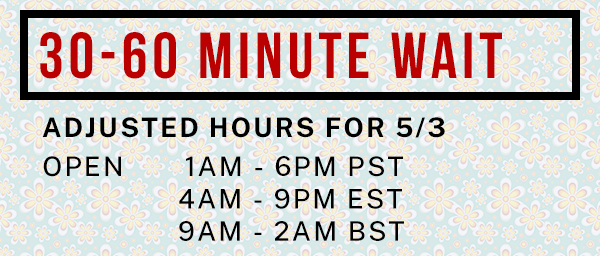 30-60 MINUTE WAIT
ADJUSTED HOURS FOR 5/3
OPEN 1AM - 6PM PST
4AM - 9PM EST
9AM - 2AM BST